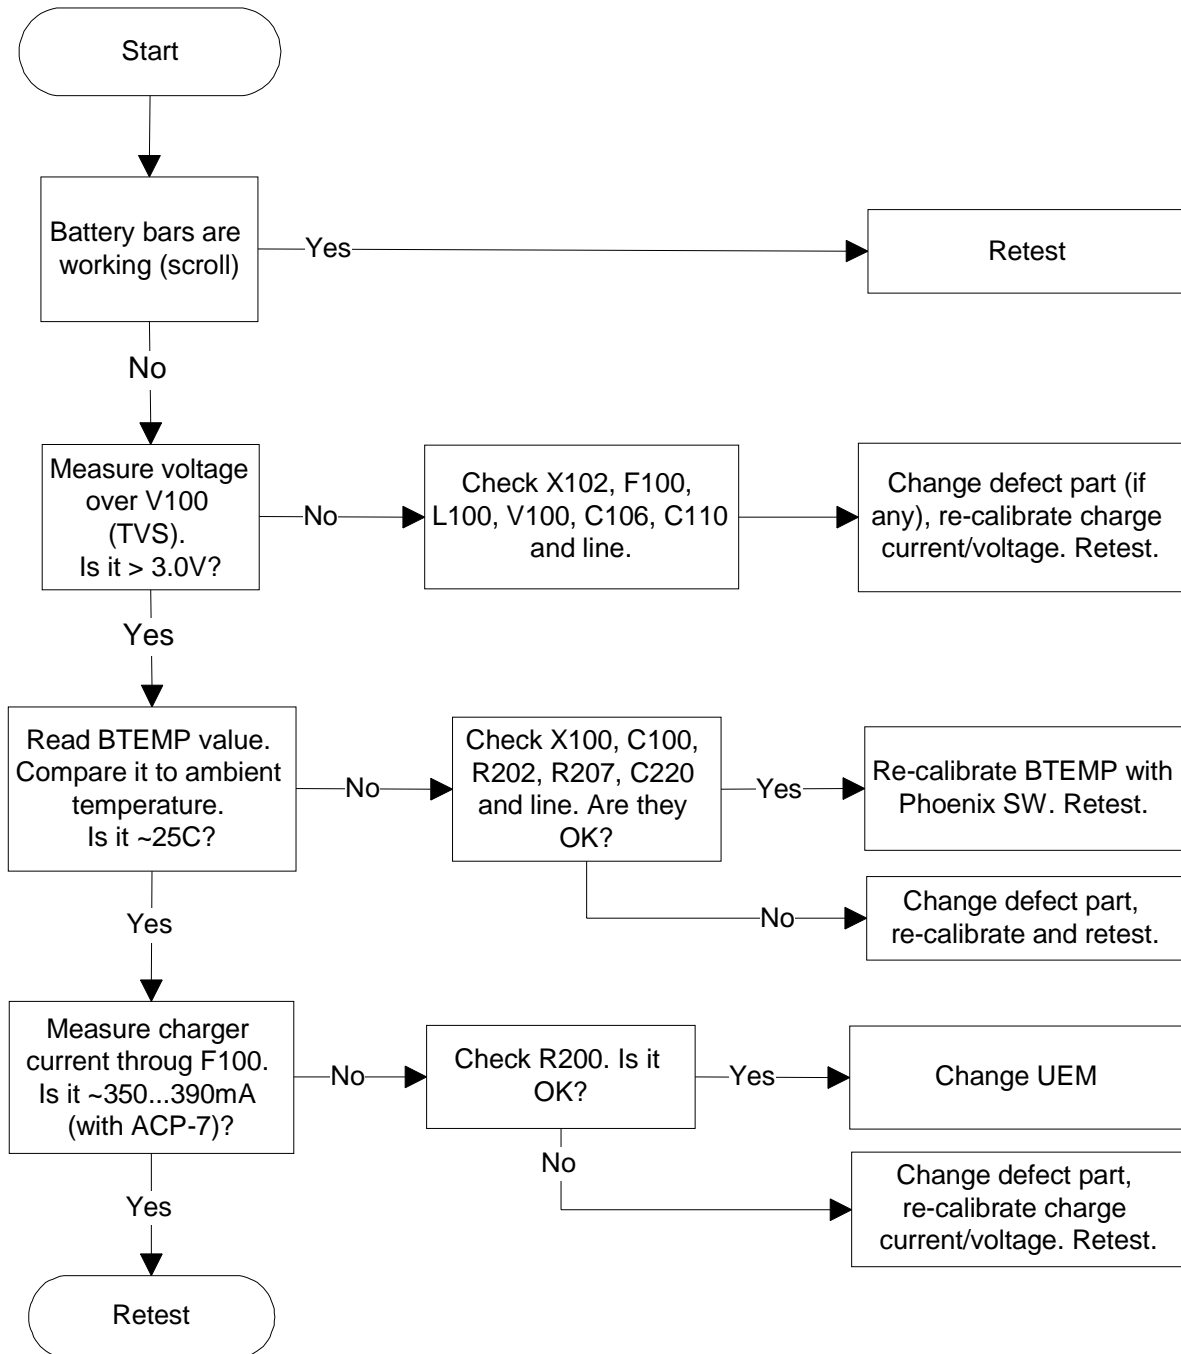 Start
Battery bars are
working (scroll)
Yes
Retest
No
Measure voltage
over V100
(TVS).
Is it > 3.0V?
No
Check X102, F100,
L100, V100, C106, C110
and line.
Change defect part (if
any), re-calibrate charge
current/voltage. Retest.
Yes
Read BTEMP value.
Compare it to ambient
temperature.
Is it ~25C?
No
Check X100, C100,
R202, R207, C220
and line. Are they
OK?
Yes
Re-calibrate BTEMP with
Phoenix SW. Retest.
No
Change defect part,
re-calibrate and retest.
Yes
Measure charger
current throug F100.
Is it ~350...390mA
(with ACP-7)?
No
Check R200. Is it
OK?
Yes
Change UEM
No
Change defect part,
re-calibrate charge
current/voltage. Retest.
Yes
Retest